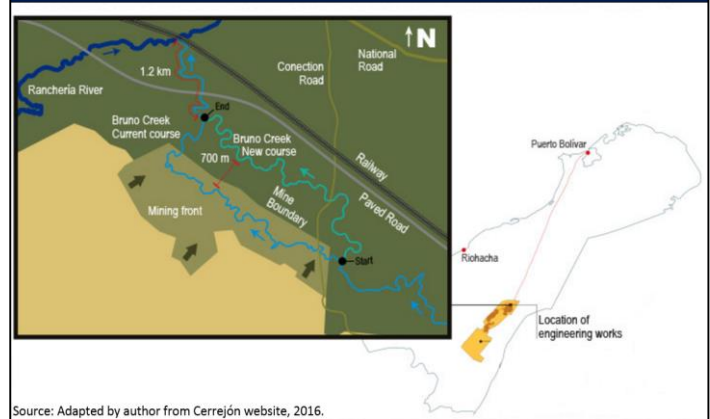 N
National
Road
Conection
Road
1.2 km
Ranchería River
End
Bruno Creek
Current course
Bruno Creek
New course
700 m
Railway
Paved Road
Mine
Boundary
Mining front
Start
Puerto Bolívar
Riohacha
Location of
engineering works
Source: Adapted by author from Cerrejón website, 2016.